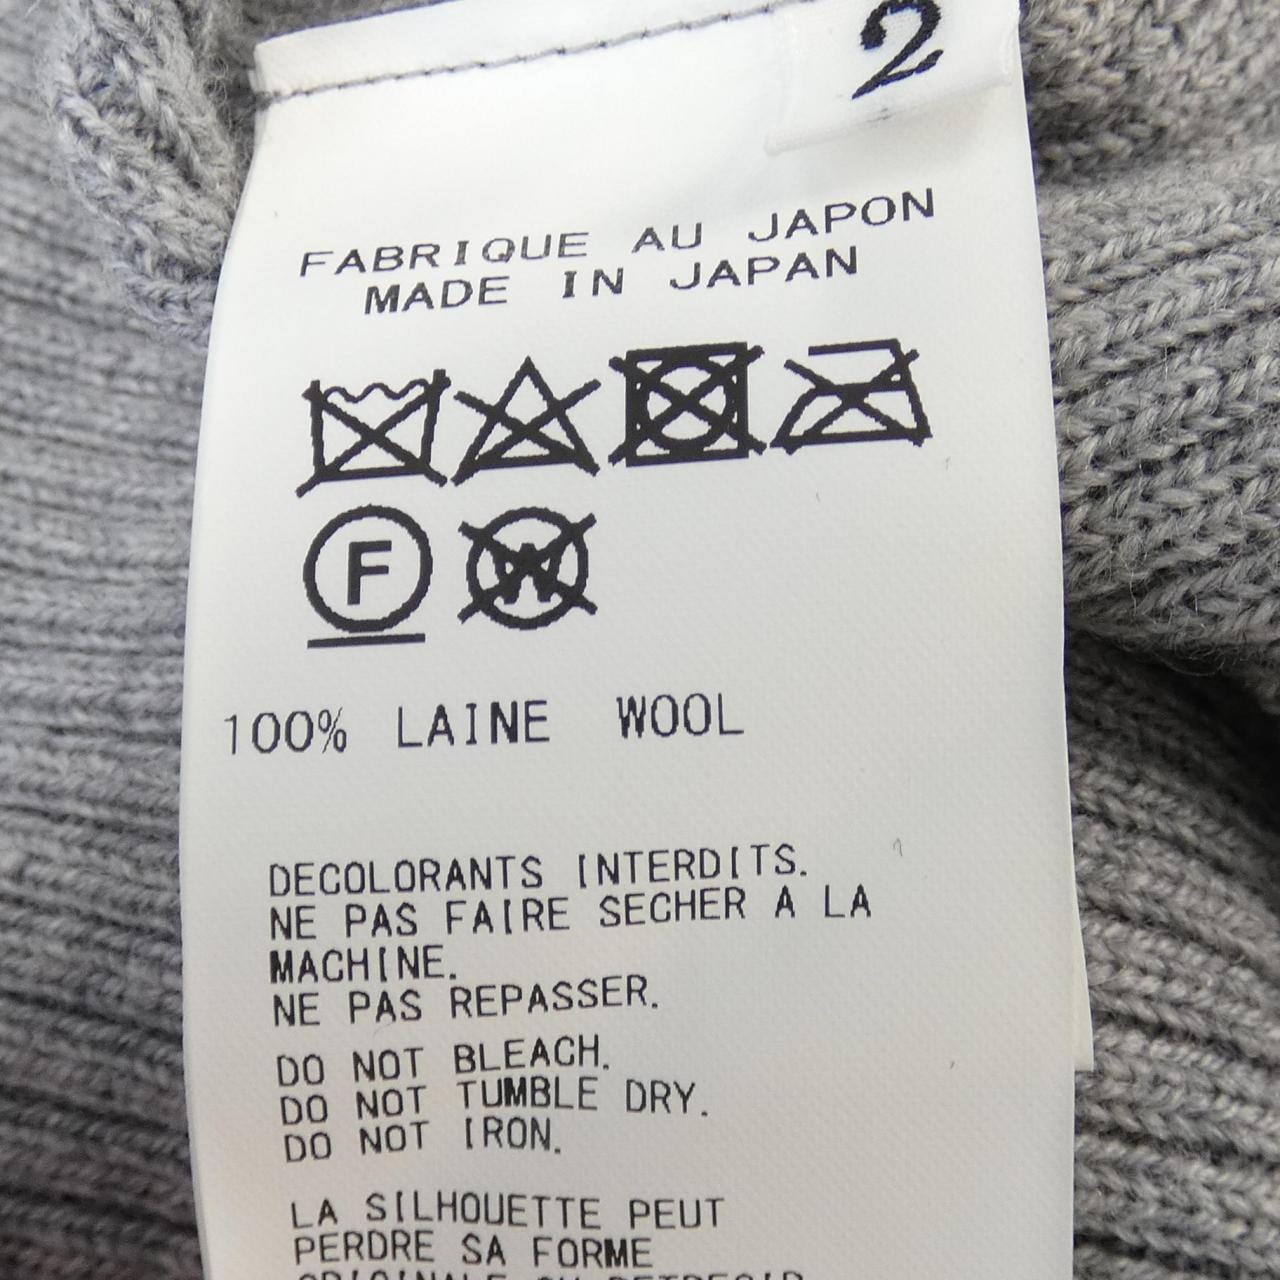 2
FABRIQUE AU JAPON
MADE IN JAPAN
F W
100% LAINE WOOL
DECOLORANTS INTERDITS.
NE PAS FAIRE SECHER A LA
MACHINE.
NE PAS REPASSER.
DO NOT BLEACH.
DO NOT TUMBLE DRY.
DO NOT IRON.
LA SILHOUETTE PEUT
PERDRE SA FORME